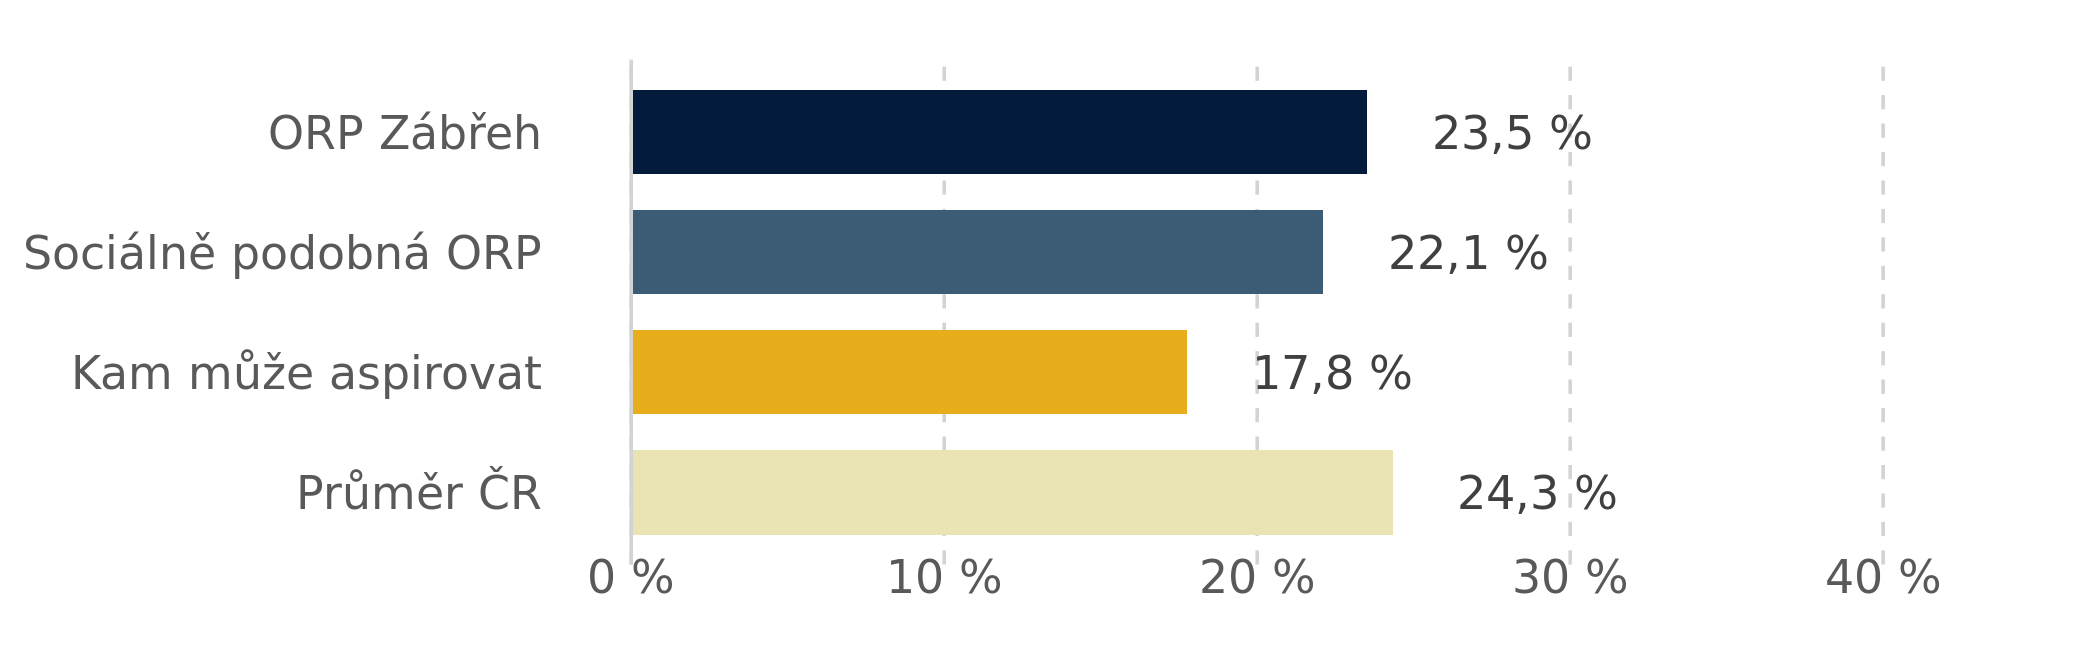 ORP Zábřeh 23,5 %
Sociálně podobná ORP 22,1 %
Kam může aspirovat 17,8 %
Průměr ČR 24,3 %
0 % 10 % 20 % 30 % 40 %